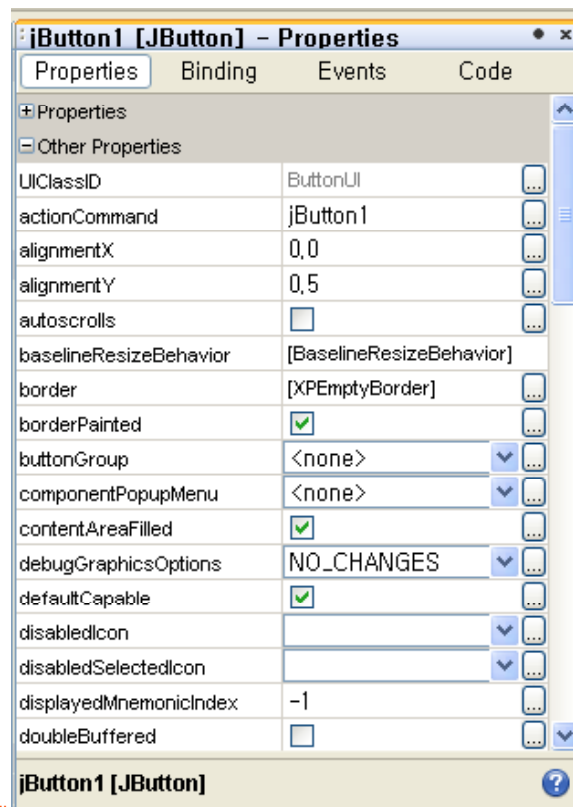 jButton1 [JButton] - Properties
Properties Binding Events Code
Properties
Other Properties
UIClassID ButtonUI ...
actionCommand jButton1 ...
alignmentX 0,0 ...
alignmentY 0,5 ...
autoscrolls ...
baselineResizeBehavior [BaselineResizeBehavior]
border [XPEmptyBorder] ...
borderPainted ...
buttonGroup <none> ...
componentPopupMenu <none> ...
contentAreaFilled ...
debugGraphicsOptions NO_CHANGES ...
defaultCapable ...
disabledIcon ...
disabledSelectedIcon ...
displayedMnemonicIndex -1 ...
doubleBuffered ...
jButton1 [JButton] ?